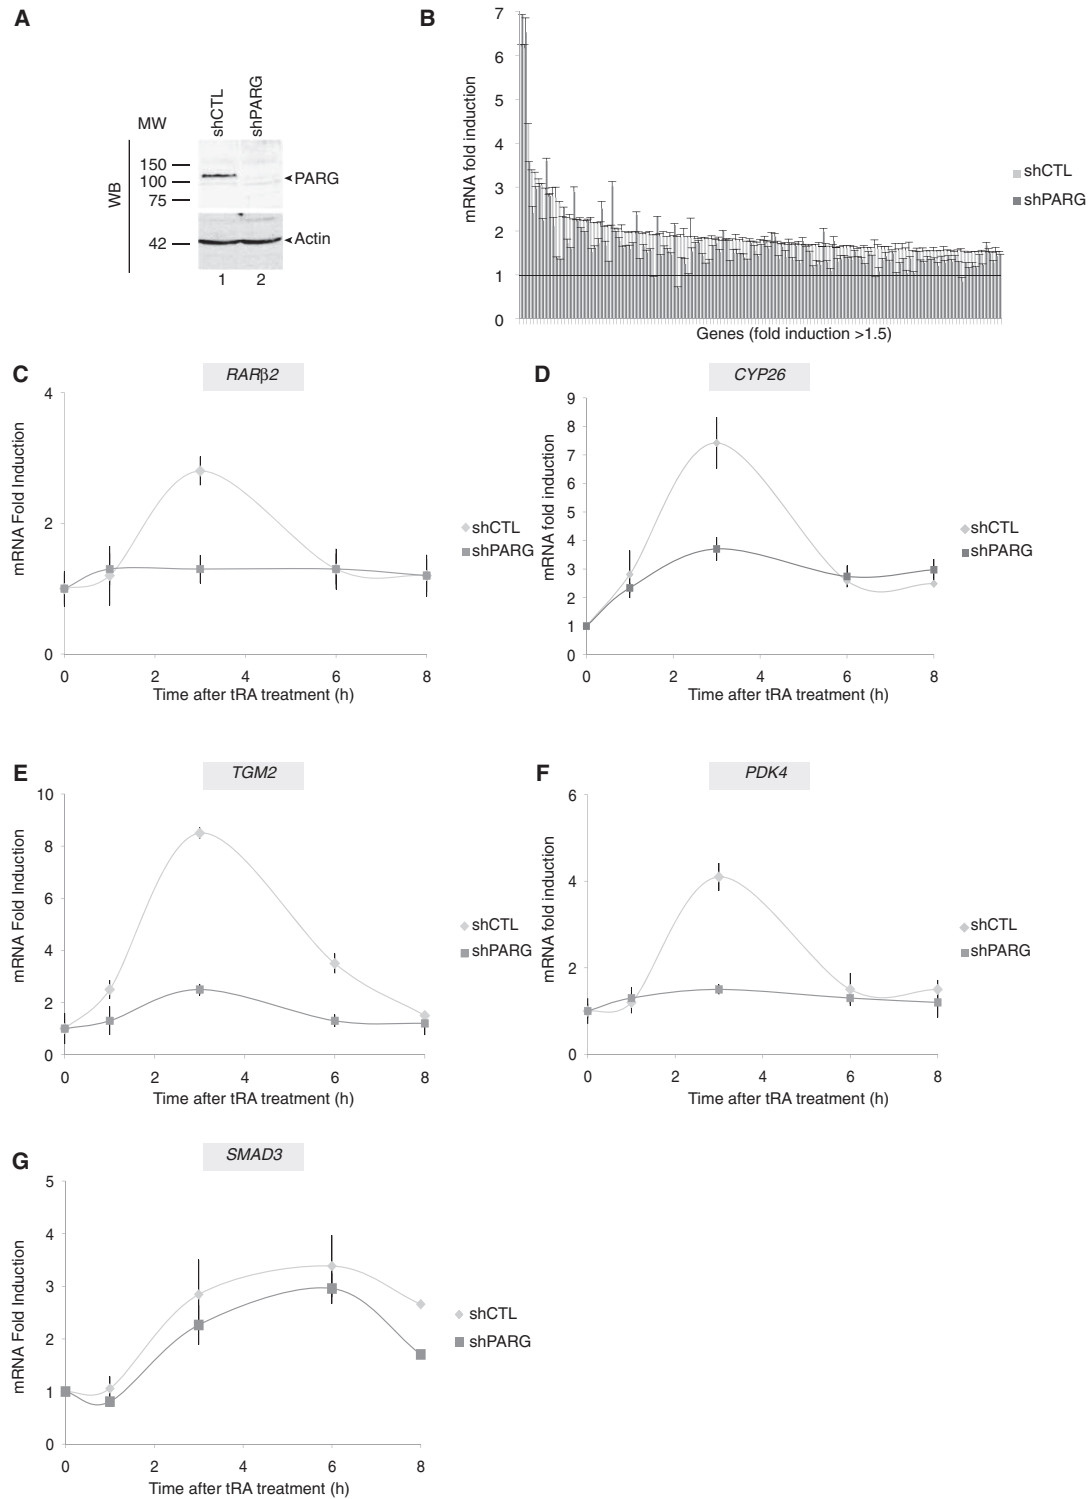 A
MW
shCTL
shPARG
WB
150
100
75
PARG
42
Actin
1 2
B
mRNA fold induction
7
6
5
4
3
2
1
0
Genes (fold induction >1.5)
shCTL
shPARG
C
RARβ2
mRNA Fold Induction
4
2
0
0 2 4 6 8
Time after tRA treatment (h)
shCTL
shPARG
D
CYP26
mRNA fold induction
9
8
7
6
5
4
3
2
1
0
0 2 4 6 8
Time after tRA treatment (h)
shCTL
shPARG
E
TGM2
mRNA Fold Induction
10
8
6
4
2
0
0 2 4 6 8
Time after tRA treatment (h)
shCTL
shPARG
F
PDK4
mRNA fold induction
6
4
2
0
0 2 4 6 8
Time after tRA treatment (h)
shCTL
shPARG
G
SMAD3
mRNA Fold Induction
5
4
3
2
1
0
0 2 4 6 8
Time after tRA treatment (h)
shCTL
shPARG